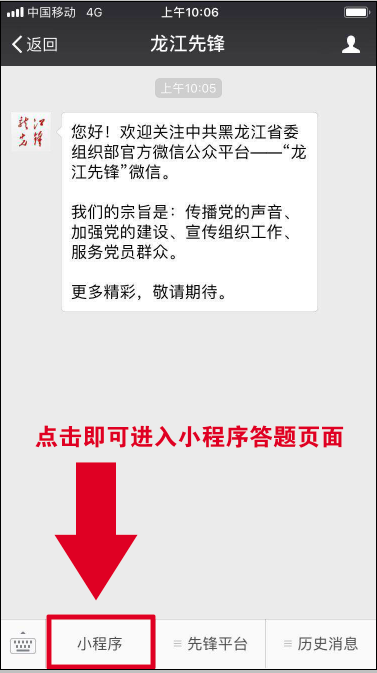 中国移动 4G 上午10:06
返回 龙江先锋
上午10:05
龙江
先锋
您好！欢迎关注中共黑龙江省委
组织部官方微信公众平台——“龙
江先锋”微信。
我们的宗旨是：传播党的声音、
加强党的建设、宣传组织工作、
服务党员群众。
更多精彩，敬请期待。
点击即可进入小程序答题页面
小程序 先锋平台 历史消息